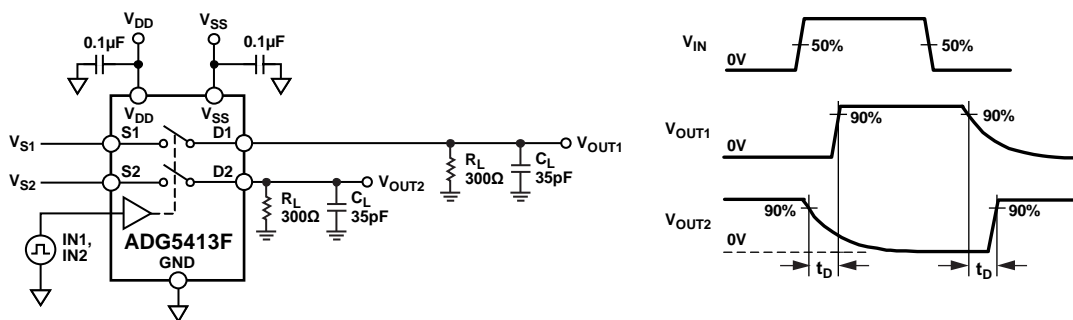 VDD
VSS
0.1µF
0.1µF
VDD
VSS
VS1
S1
D1
VOUT1
RL
300Ω
CL
35pF
VS2
S2
D2
VOUT2
RL
300Ω
CL
35pF
IN1,
IN2
ADG5413F
GND
VIN
0V
50%
50%
VOUT1
0V
90%
90%
VOUT2
0V
90%
90%
tD
tD